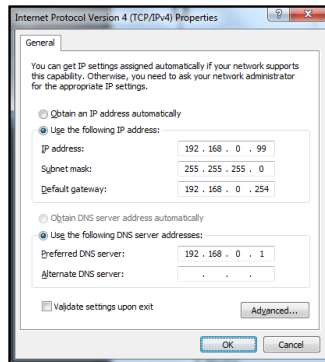 Internet Protocol Version 4 (TCP/IPv4) Properties
General
You can get IP settings assigned automatically if your network supports
this capability. Otherwise, you need to ask your network administrator
for the appropriate IP settings.
Obtain an IP address automatically
Use the following IP address:
IP address: 192 . 168 . 0 . 99
Subnet mask: 255 . 255 . 255 . 0
Default gateway: 192 . 168 . 0 . 254
Obtain DNS server address automatically
Use the following DNS server addresses:
Preferred DNS server: 192 . 168 . 0 . 1
Alternate DNS server: . . .
Validate settings upon exit
Advanced...
OK Cancel